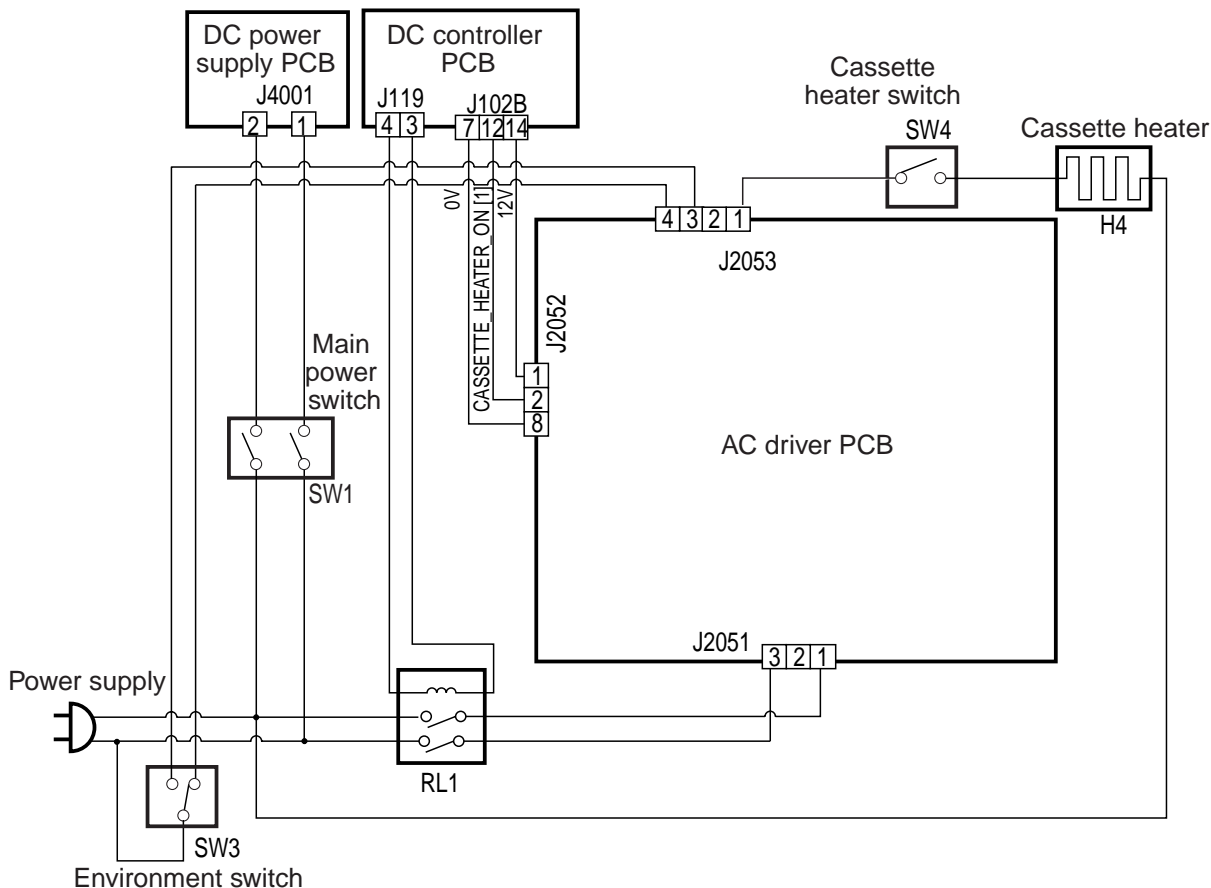 DC power
supply PCB
J4001
2 1
DC controller
PCB
J119
4 3
J102B
7 12 14
Cassette
heater switch
SW4
Cassette heater
H4
0V
CASSETTE_HEATER_ON [1]
12V
4 3 2 1
J2053
J2052
1
2
8
Main
power
switch
SW1
AC driver PCB
J2051
3 2 1
Power supply
RL1
SW3
Environment switch